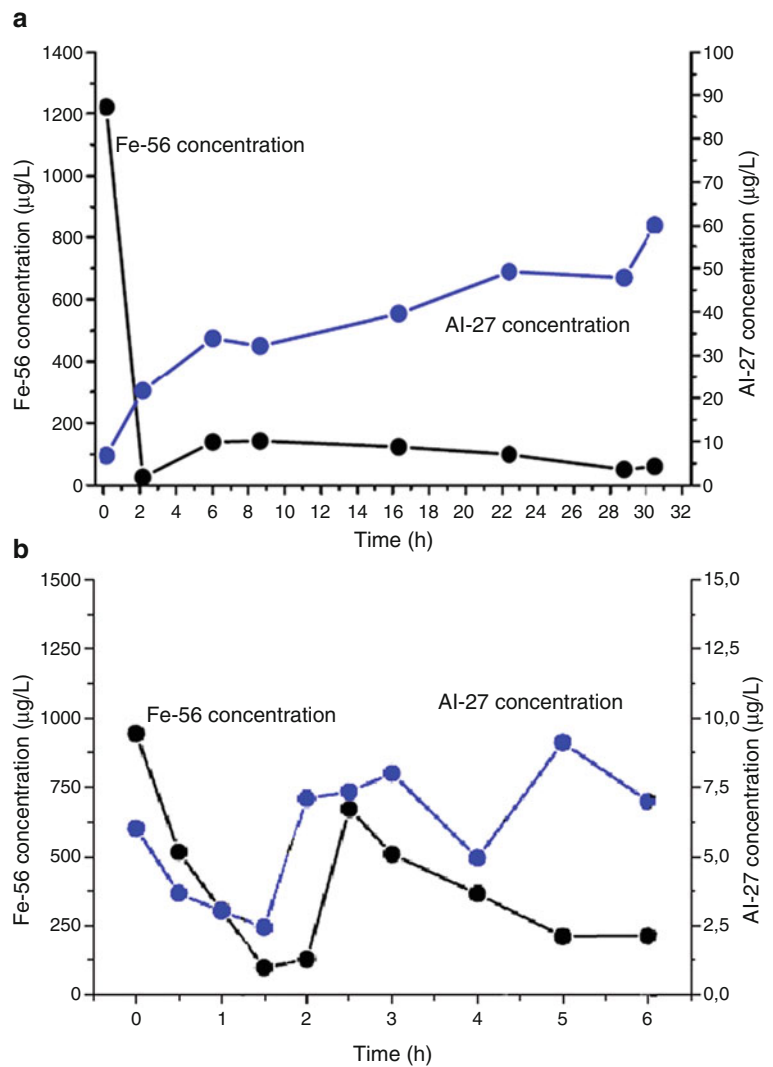 a
1400
1200
1000
800
600
400
200
0
Fe-56 concentration (µg/L)
100
90
80
70
60
50
40
30
20
10
0
Al-27 concentration (µg/L)
Fe-56 concentration
Al-27 concentration
0 2 4 6 8 10 12 14 16 18 20 22 24 26 28 30 32
Time (h)
b
1500
1250
1000
750
500
250
0
Fe-56 concentration (µg/L)
15,0
12,5
10,0
7,5
5,0
2,5
0,0
Al-27 concentration (µg/L)
Fe-56 concentration
Al-27 concentration
0 1 2 3 4 5 6
Time (h)